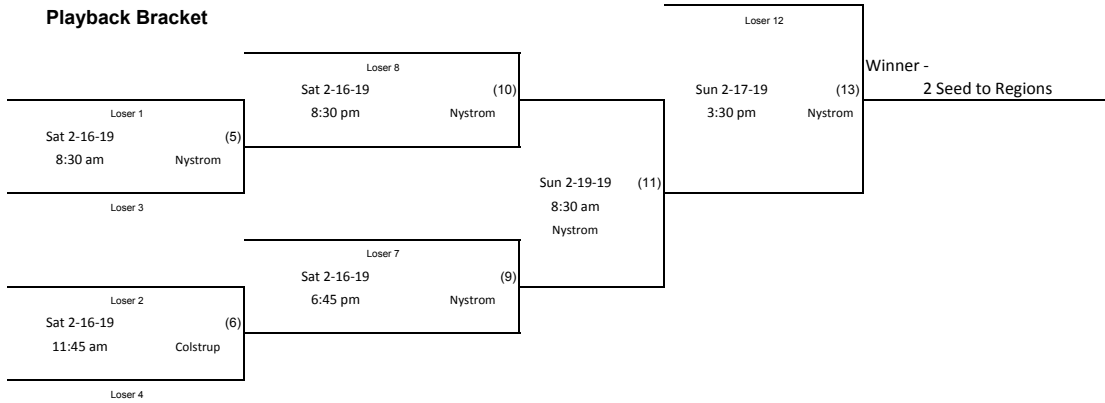 Playback Bracket
Loser 12
Loser 8
Winner -
Sat 2-16-19 (10)
Sun 2-17-19 (13)
2 Seed to Regions
8:30 pm Nystrom
3:30 pm Nystrom
Loser 1
Sat 2-16-19 (5)
8:30 am Nystrom
Loser 3
Sun 2-19-19 (11)
8:30 am
Nystrom
Loser 7
Sat 2-16-19 (9)
6:45 pm Nystrom
Loser 2
Sat 2-16-19 (6)
11:45 am Colstrup
Loser 4